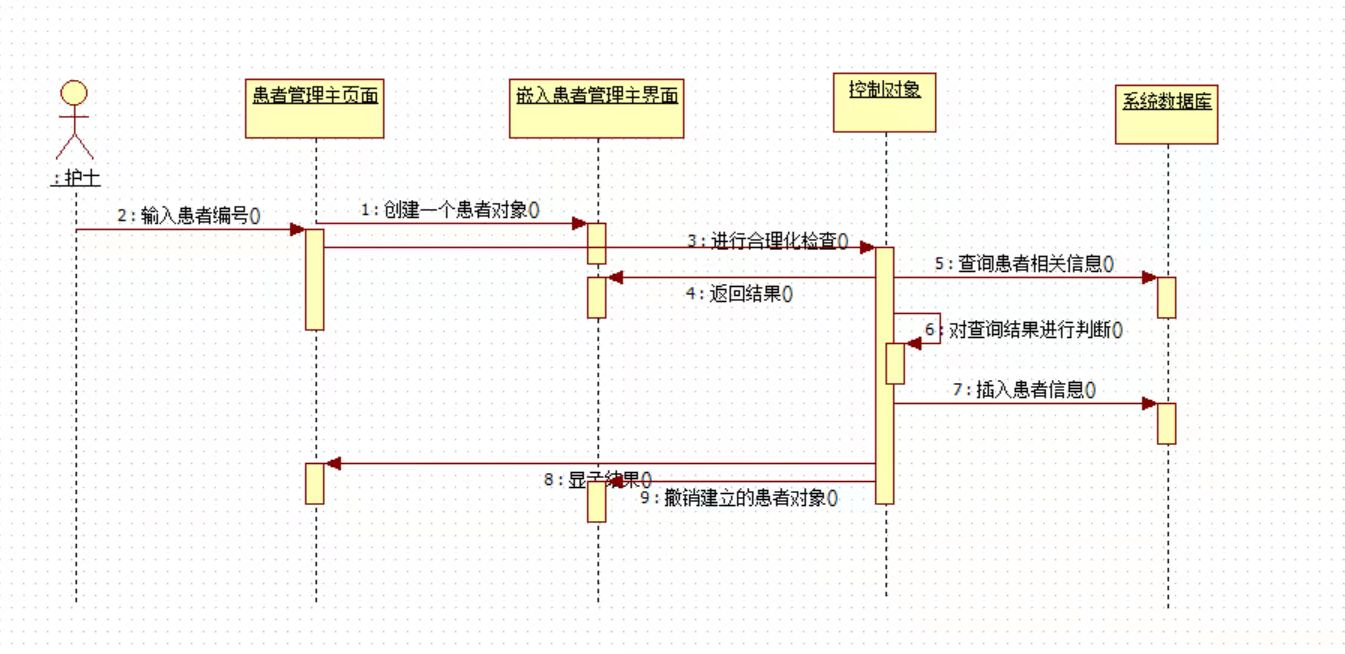 患者管理主页面
嵌入患者管理主界面
控制对象
系统数据库
:护士
2:输入患者编号()
1:创建一个患者对象()
3:进行合理化检查()
5:查询患者相关信息()
4:返回结果()
6:对查询结果进行判断()
7:插入患者信息()
8:显示结果()
9:撤销建立的患者对象()